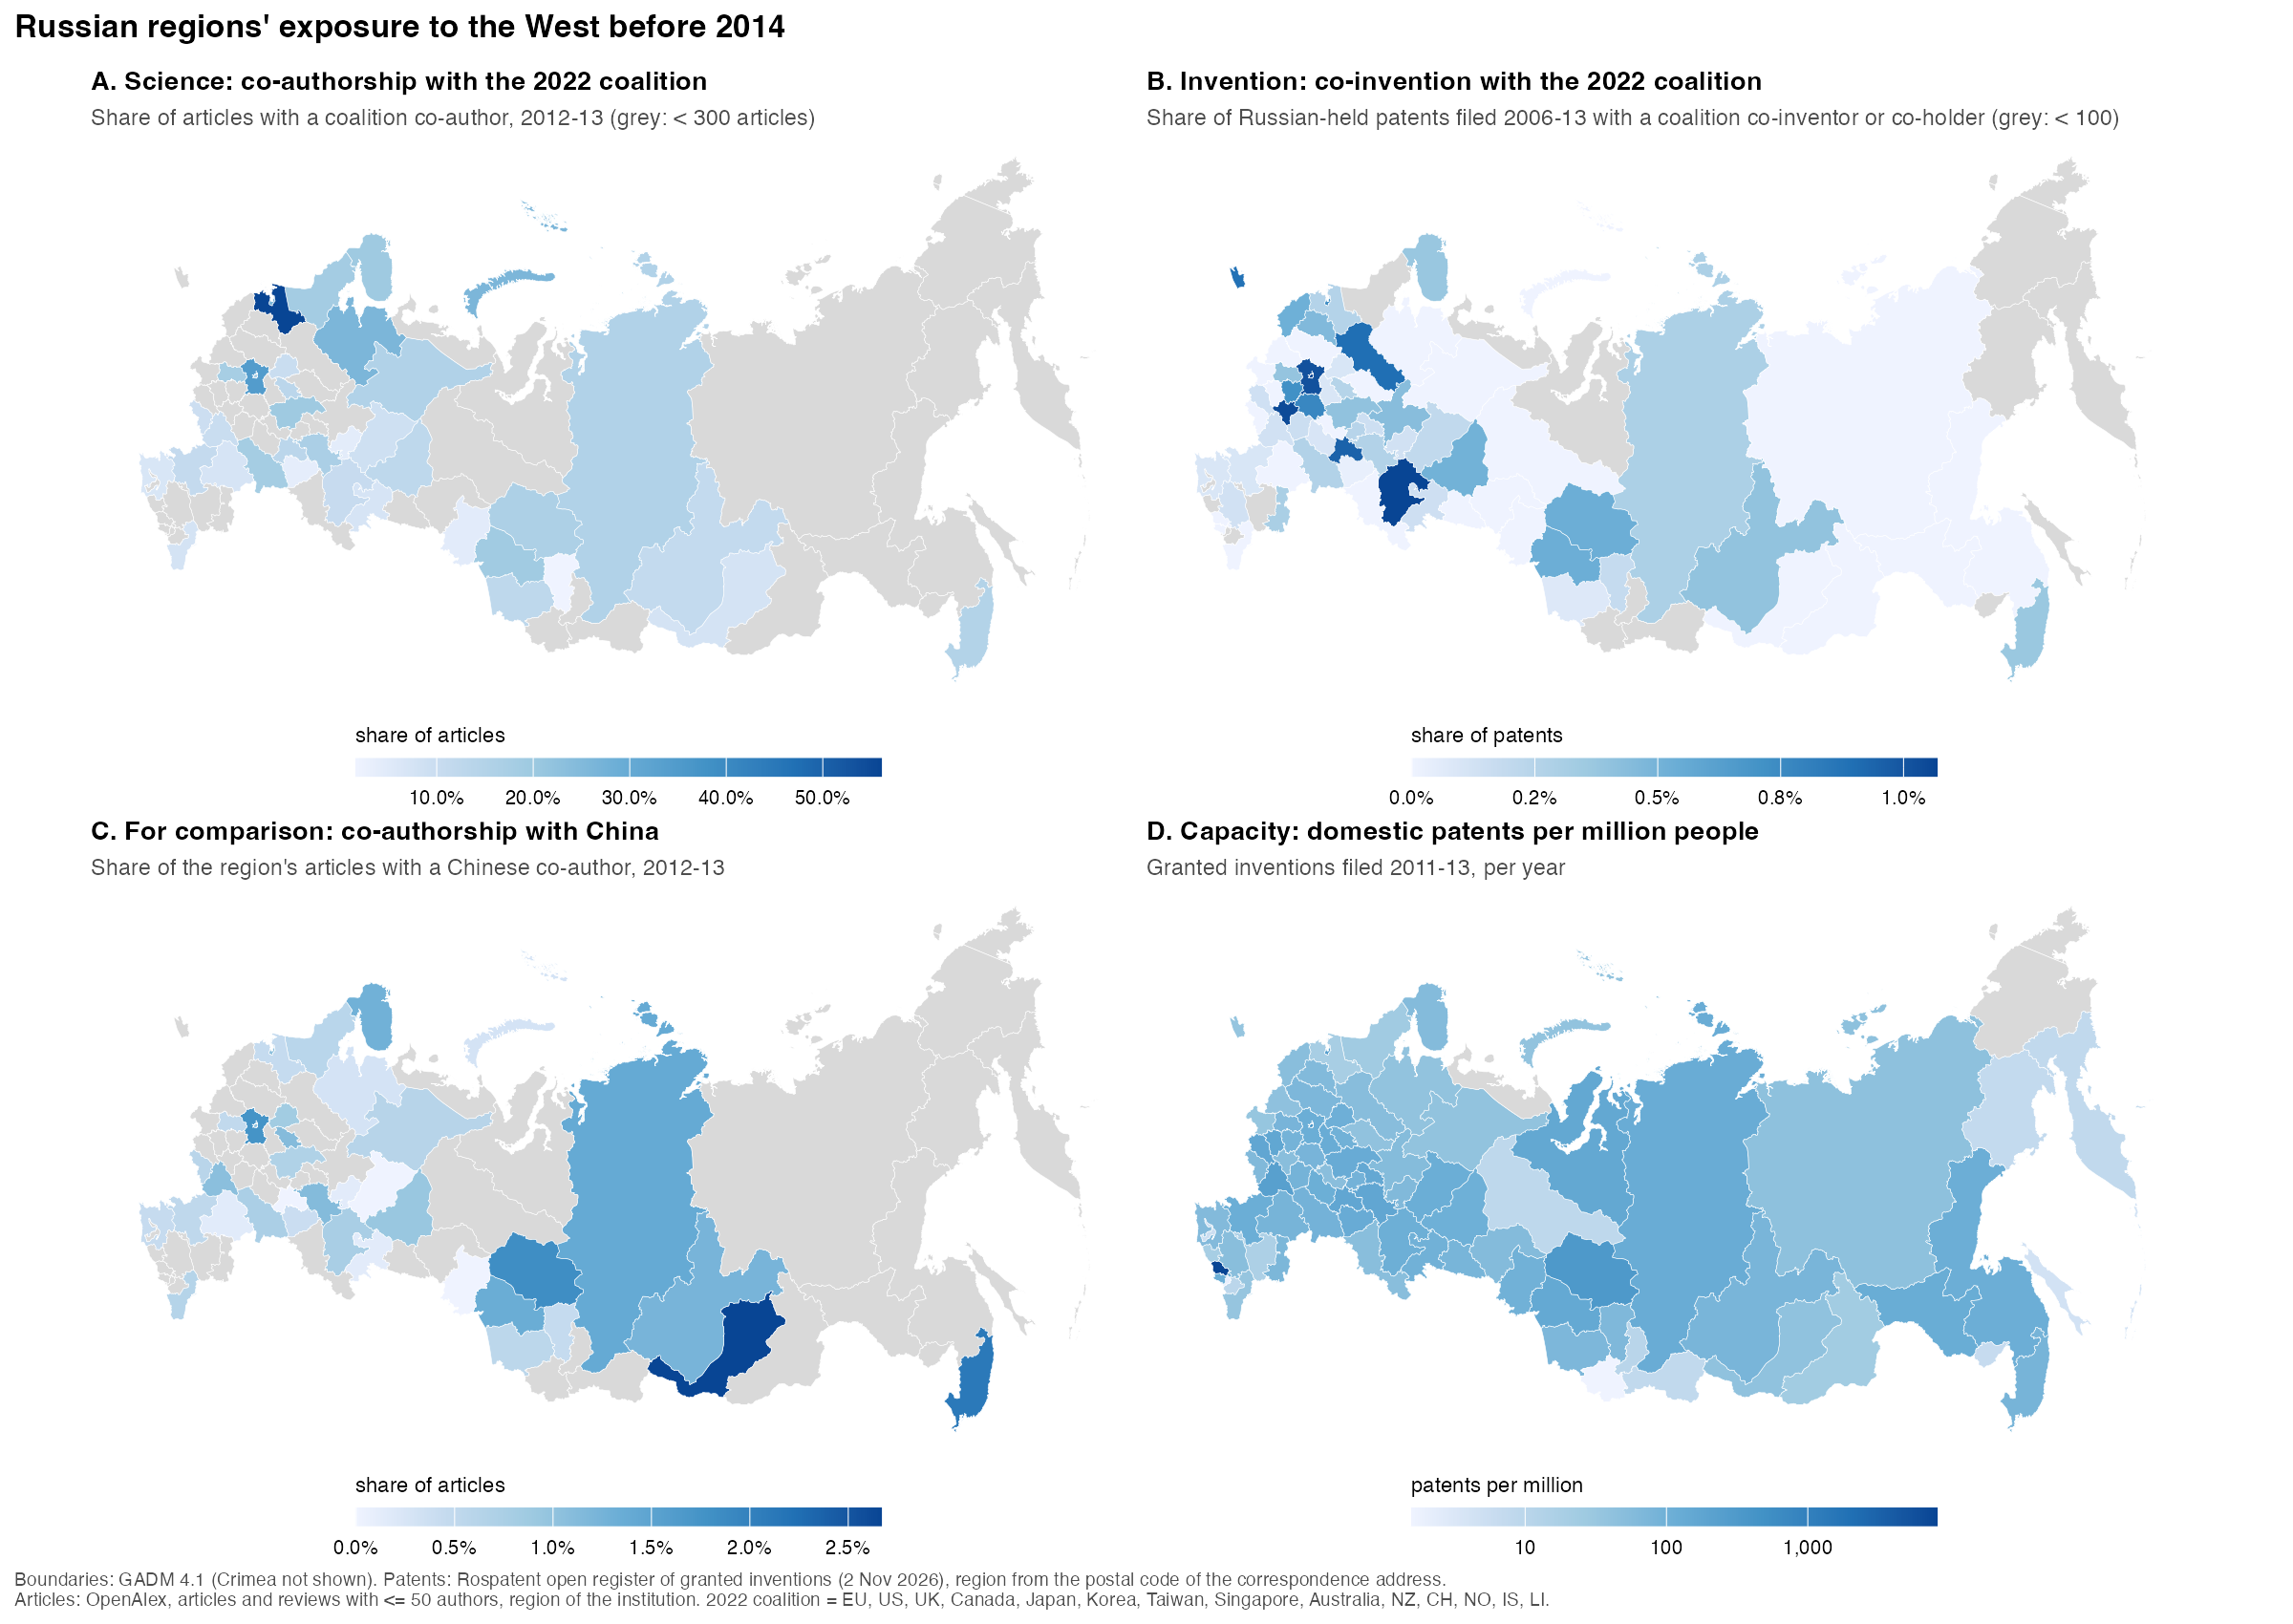 Russian regions' exposure to the West before 2014
A. Science: co-authorship with the 2022 coalition
Share of articles with a coalition co-author, 2012-13 (grey: < 300 articles)
share of articles
10.0% 20.0% 30.0% 40.0% 50.0%
B. Invention: co-invention with the 2022 coalition
Share of Russian-held patents filed 2006-13 with a coalition co-inventor or co-holder (grey: < 100)
share of patents
0.0% 0.2% 0.5% 0.8% 1.0%
C. For comparison: co-authorship with China
Share of the region's articles with a Chinese co-author, 2012-13
share of articles
0.0% 0.5% 1.0% 1.5% 2.0% 2.5%
D. Capacity: domestic patents per million people
Granted inventions filed 2011-13, per year
patents per million
10 100 1,000
Boundaries: GADM 4.1 (Crimea not shown). Patents: Rospatent open register of granted inventions (2 Nov 2026), region from the postal code of the correspondence address.
Articles: OpenAlex, articles and reviews with <= 50 authors, region of the institution. 2022 coalition = EU, US, UK, Canada, Japan, Korea, Taiwan, Singapore, Australia, NZ, CH, NO, IS, LI.